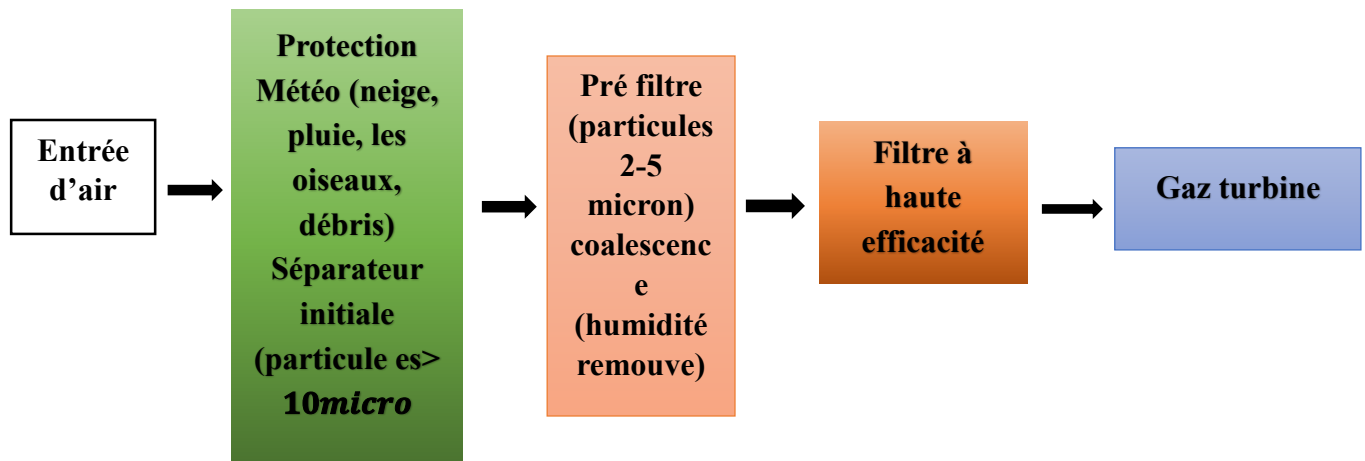 Entrée
d’air
Protection
Météo (neige,
pluie, les
oiseaux,
débris)
Séparateur
initiale
(particule es>
10micro
Pré filtre
(particules
2-5
micron)
coalescenc
e
(humidité
remouve)
Filtre à
haute
efficacité
Gaz turbine